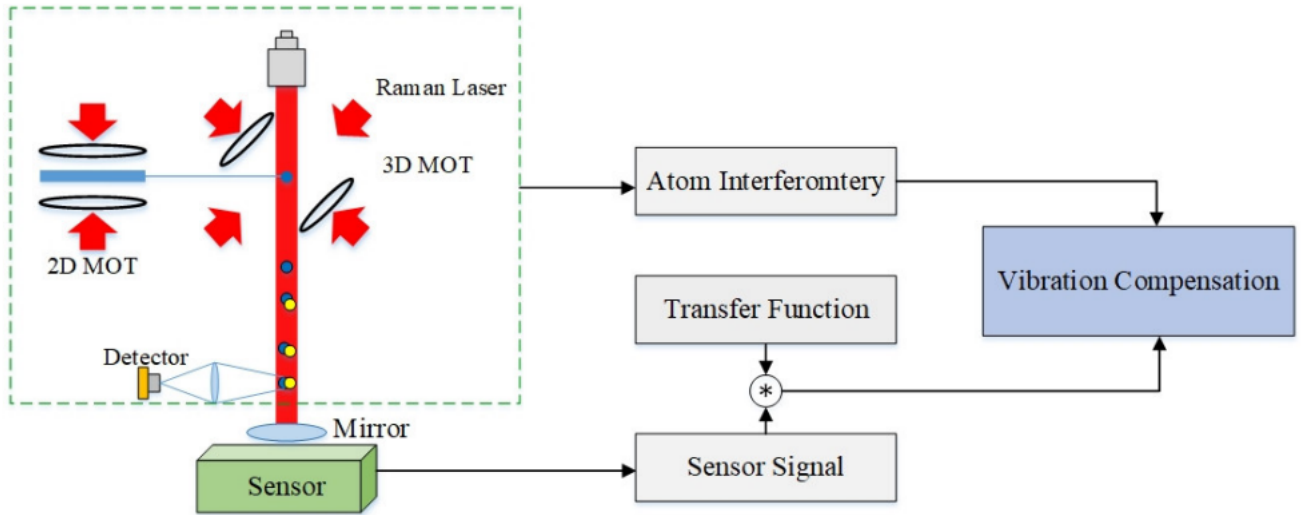 Raman Laser
3D MOT
2D MOT
Detector
Mirror
Sensor
Atom Interferomtery
Transfer Function
*
Sensor Signal
Vibration Compensation